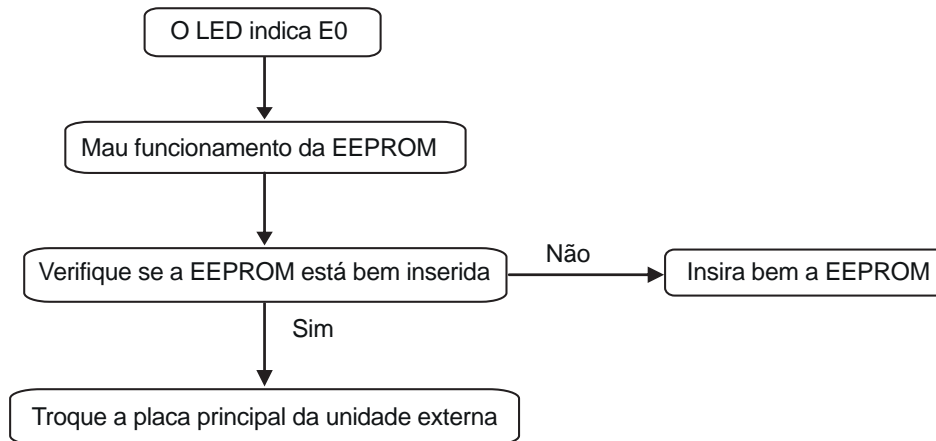 O LED indica E0
Mau funcionamento da EEPROM
Verifique se a EEPROM está bem inserida
Não
Insira bem a EEPROM
Sim
Troque a placa principal da unidade externa